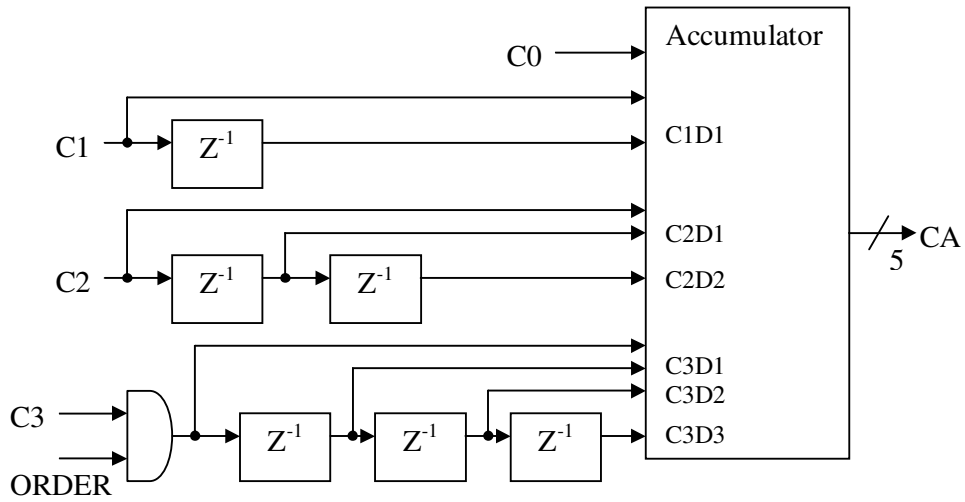 Accumulator
C0
C1
Z⁻¹
C1D1
C2
Z⁻¹
Z⁻¹
C2D1
C2D2
CA
5
C3
ORDER
Z⁻¹
Z⁻¹
Z⁻¹
C3D1
C3D2
C3D3